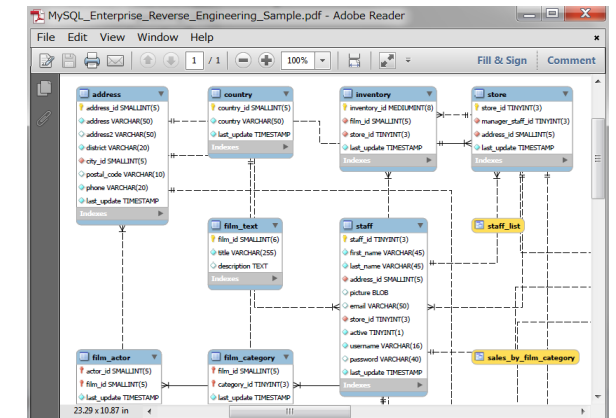 MySQL_Enterprise_Reverse_Engineering_Sample.pdf - Adobe Reader
File Edit View Window Help
1 / 1 100% Fill & Sign Comment
address
address_id SMALLINT(5)
address VARCHAR(50)
address2 VARCHAR(50)
district VARCHAR(20)
city_id SMALLINT(5)
postal_code VARCHAR(10)
phone VARCHAR(20)
last_update TIMESTAMP
Indexes
country
country_id SMALLINT(5)
country VARCHAR(50)
last_update TIMESTAMP
Indexes
inventory
inventory_id MEDIUMINT(8)
film_id SMALLINT(5)
store_id TINYINT(3)
last_update TIMESTAMP
Indexes
store
store_id TINYINT(3)
manager_staff_id TINYINT(3)
address_id SMALLINT(5)
last_update TIMESTAMP
Indexes
film_text
film_id SMALLINT(6)
title VARCHAR(255)
description TEXT
Indexes
staff
staff_id TINYINT(3)
first_name VARCHAR(45)
last_name VARCHAR(45)
address_id SMALLINT(5)
picture BLOB
email VARCHAR(50)
store_id TINYINT(3)
active TINYINT(1)
username VARCHAR(16)
password VARCHAR(40)
last_update TIMESTAMP
Indexes
staff_list
film_actor
actor_id SMALLINT(5)
film_id SMALLINT(5)
last_update TIMESTAMP
film_category
film_id SMALLINT(5)
category_id TINYINT(3)
last_update TIMESTAMP
sales_by_film_category
23.29 x 10.87 in